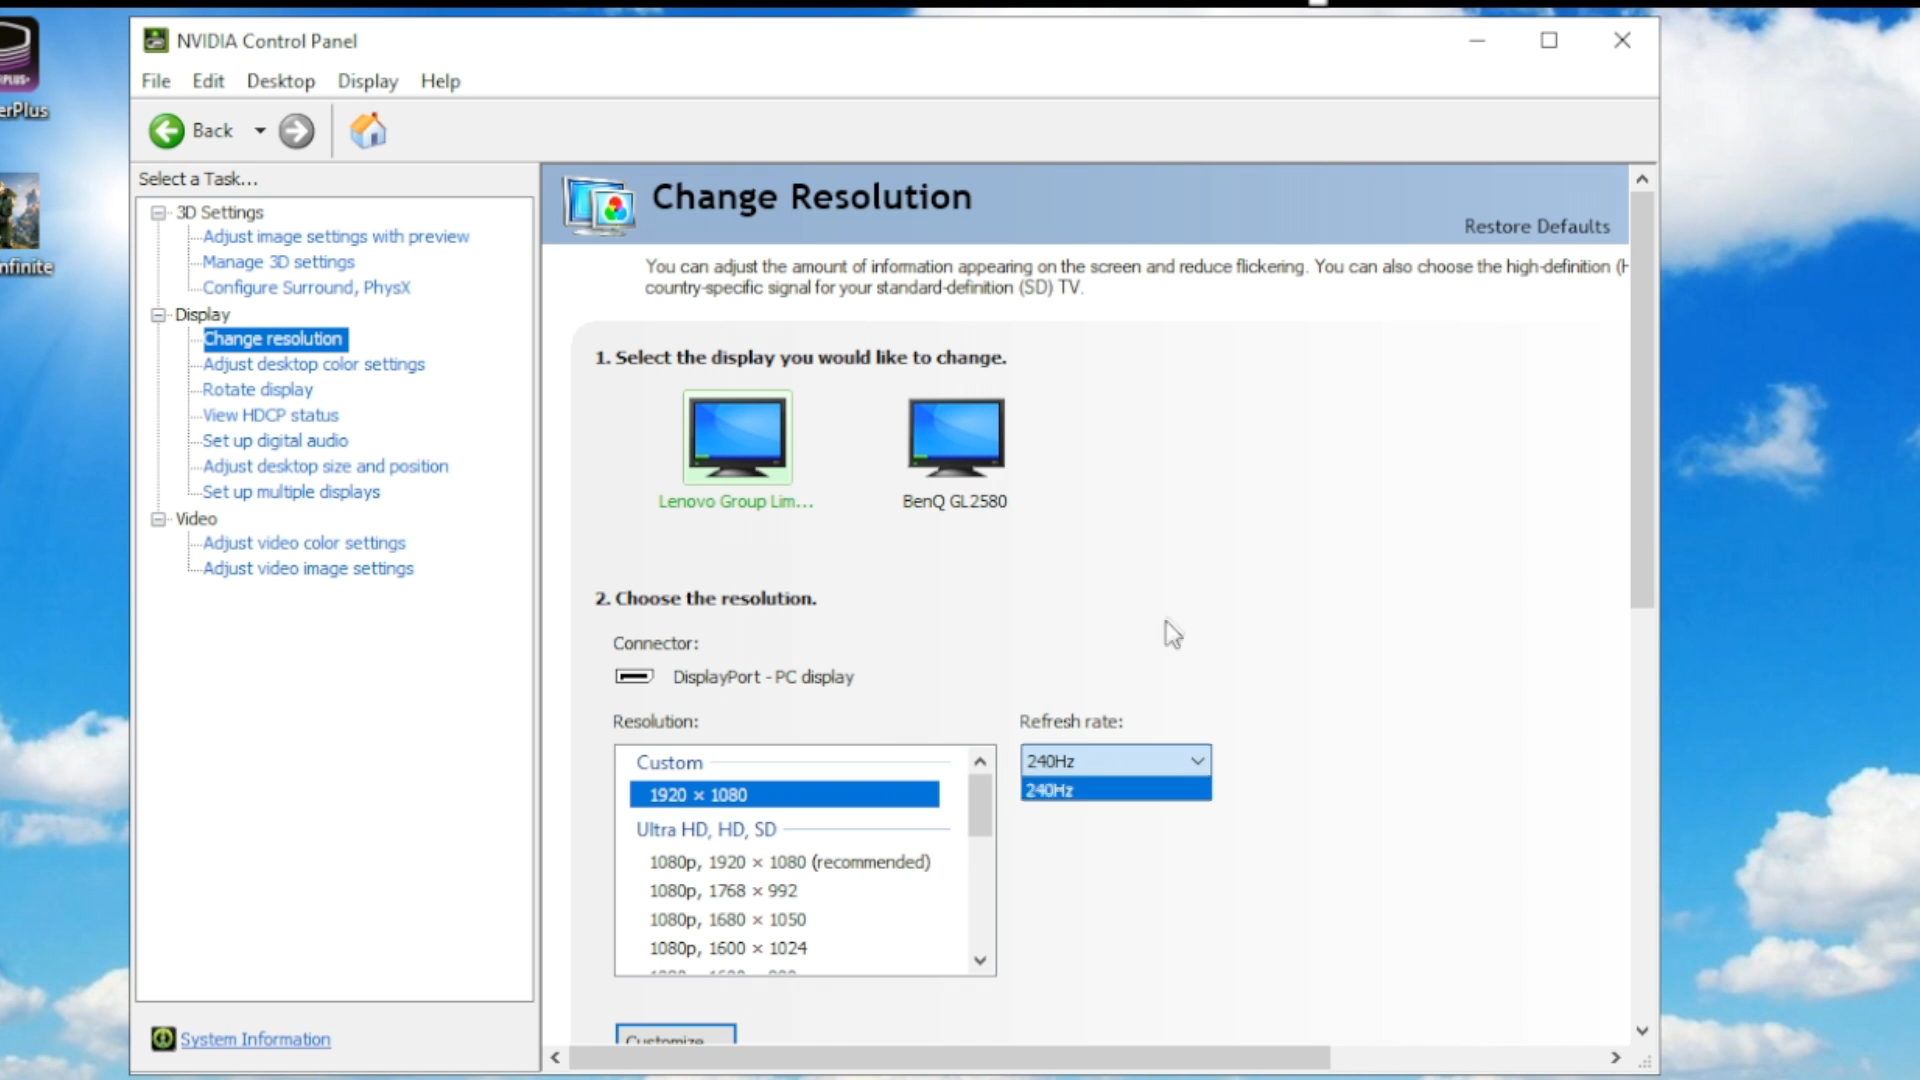 NVIDIA Control Panel
File Edit Desktop Display Help
Back
erPlus
nfinite
Select a Task...
3D Settings
Adjust image settings with preview
Manage 3D settings
Configure Surround, PhysX
Display
Change resolution
Adjust desktop color settings
Rotate display
View HDCP status
Set up digital audio
Adjust desktop size and position
Set up multiple displays
Video
Adjust video color settings
Adjust video image settings
System Information
Change Resolution
Restore Defaults
You can adjust the amount of information appearing on the screen and reduce flickering. You can also choose the high-definition (H
country-specific signal for your standard-definition (SD) TV.
1. Select the display you would like to change.
Lenovo Group Lim...
BenQ GL2580
2. Choose the resolution.
Connector:
DisplayPort - PC display
Resolution:
Custom
1920 × 1080
Ultra HD, HD, SD
1080p, 1920 × 1080 (recommended)
1080p, 1768 × 992
1080p, 1680 × 1050
1080p, 1600 × 1024
Refresh rate:
240Hz
240Hz
Customize...